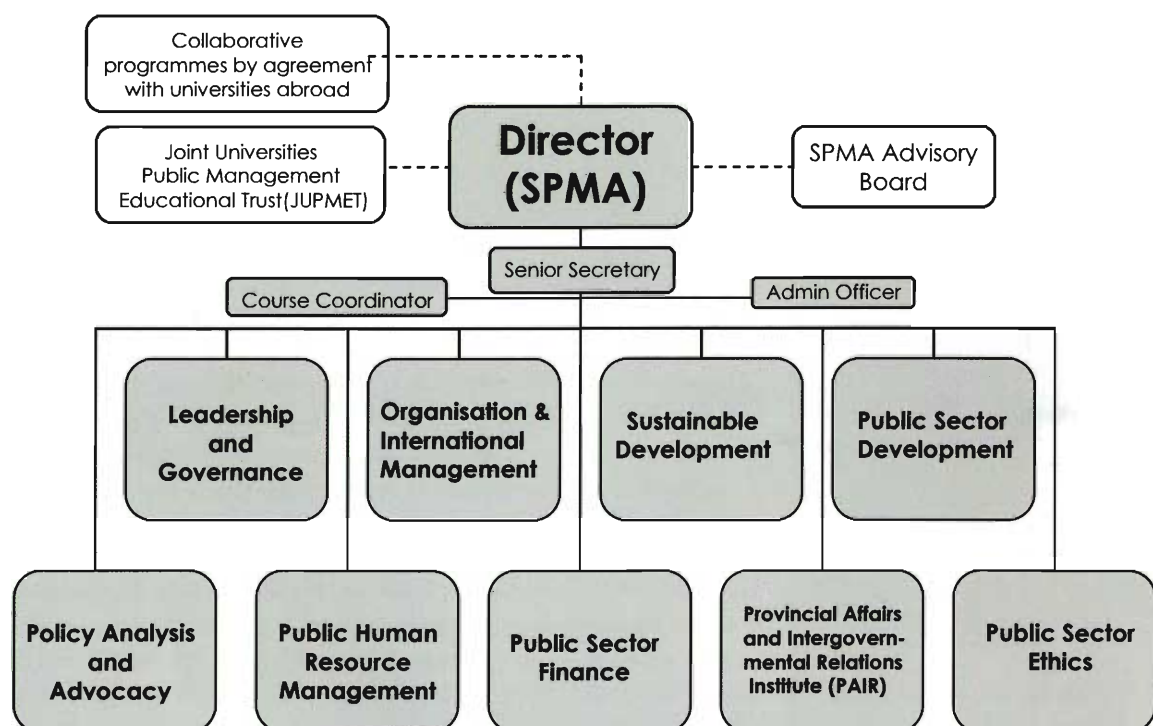 Collaborative
programmes by agreement
with universities abroad
Joint Universities
Public Management
Educational Trust(JUPMET)
Director
(SPMA)
SPMA Advisory
Board
Senior Secretary
Course Coordinator
Admin Officer
Leadership
and
Governance
Organisation &
International
Management
Sustainable
Development
Public Sector
Development
Policy Analysis
and
Advocacy
Public Human
Resource
Management
Public Sector
Finance
Provincial Affairs
and Intergovern-
mental Relations
Institute (PAIR)
Public Sector
Ethics